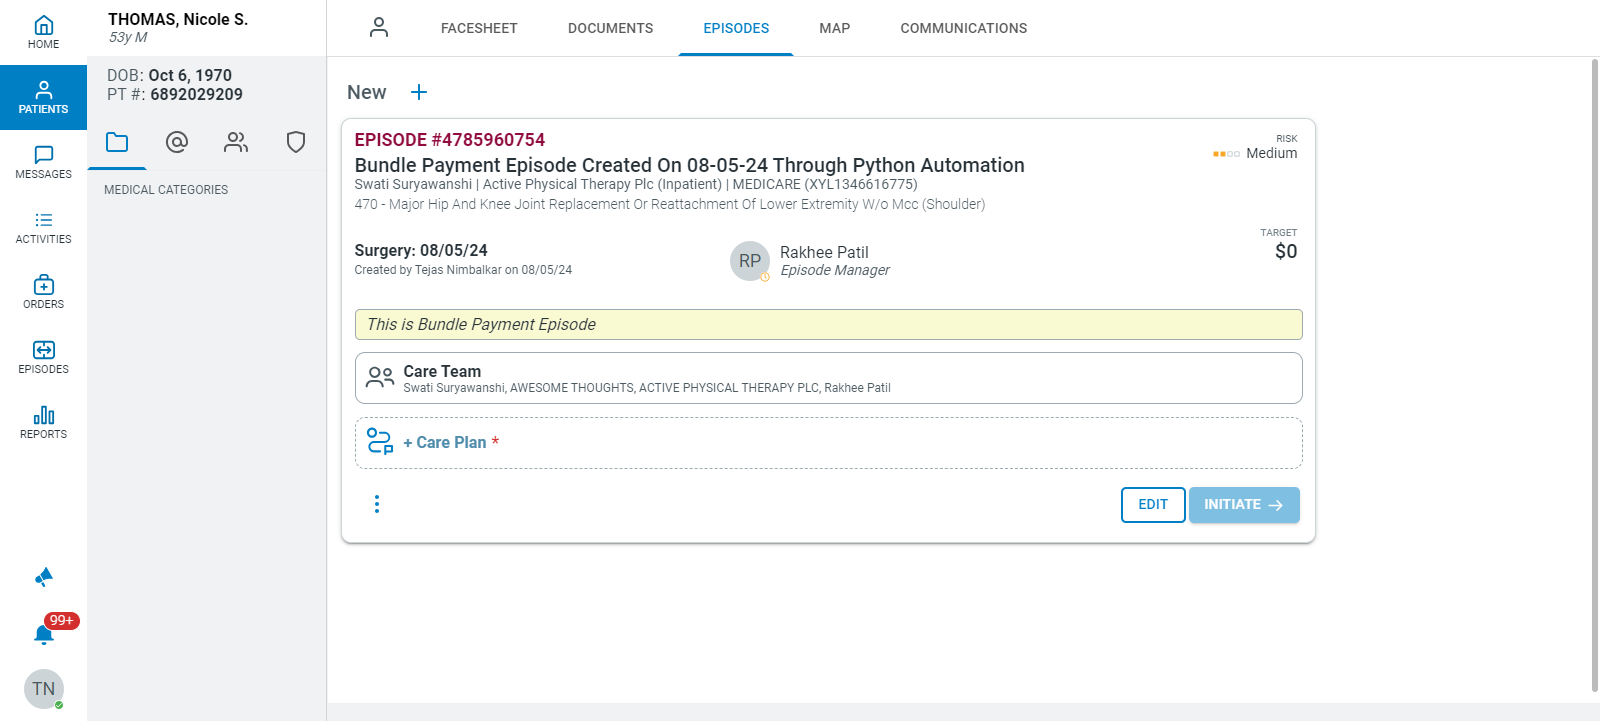 HOME
PATIENTS
MESSAGES
ACTIVITIES
ORDERS
EPISODES
REPORTS
99+
TN
THOMAS, Nicole S.
53y M
DOB: Oct 6, 1970
PT #: 6892029209
MEDICAL CATEGORIES
FACESHEET
DOCUMENTS
EPISODES
MAP
COMMUNICATIONS
New
EPISODE #4785960754
RISK
Medium
Bundle Payment Episode Created On 08-05-24 Through Python Automation
Swati Suryawanshi | Active Physical Therapy Plc (Inpatient) | MEDICARE (XYL1346616775)
470 - Major Hip And Knee Joint Replacement Or Reattachment Of Lower Extremity W/o Mcc (Shoulder)
TARGET
$0
Surgery: 08/05/24
Created by Tejas Nimbalkar on 08/05/24
RP
Rakhee Patil
Episode Manager
This is Bundle Payment Episode
Care Team
Swati Suryawanshi, AWESOME THOUGHTS, ACTIVE PHYSICAL THERAPY PLC, Rakhee Patil
+ Care Plan *
EDIT
INITIATE